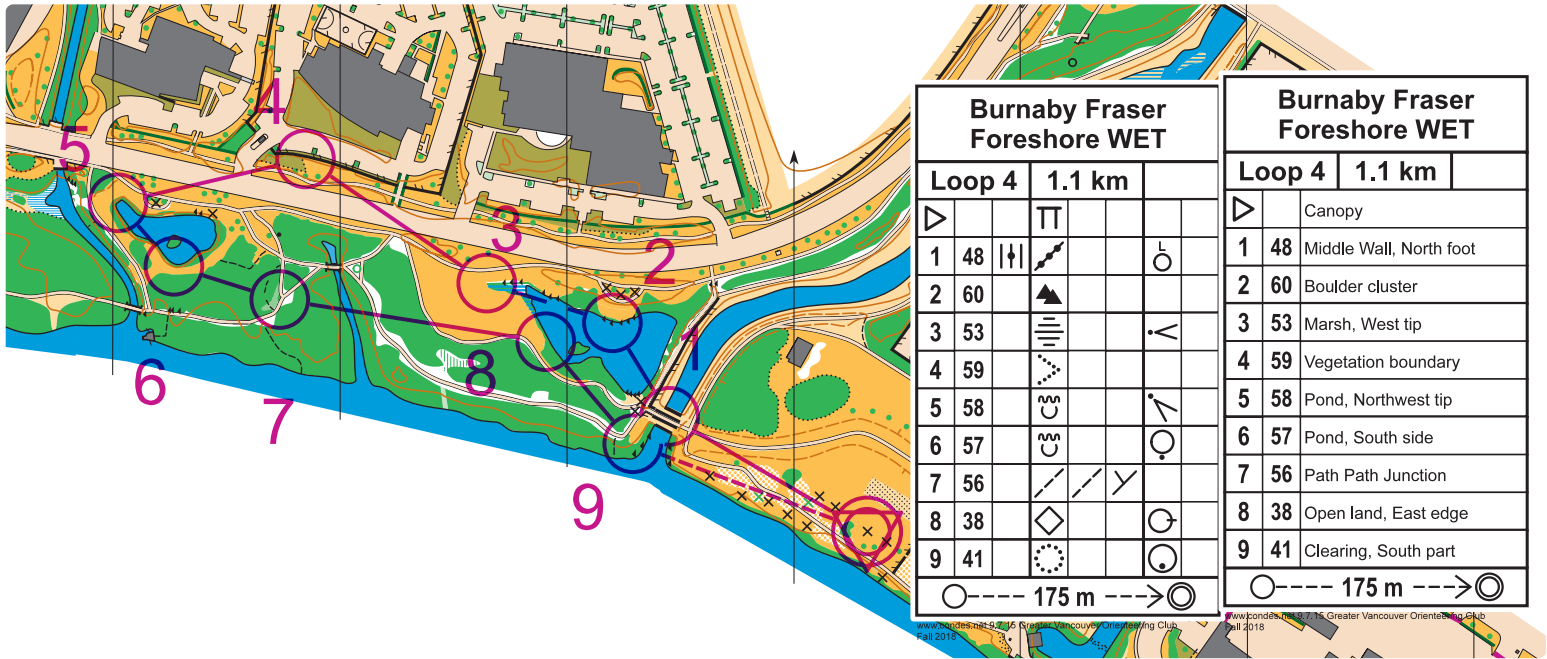 5
4
3
2
1
6
7
8
9
Burnaby Fraser
Foreshore WET
Loop 4 1.1 km
1 48
2 60
3 53
4 59
5 58
6 57
7 56
8 38
9 41
175 m
www.condes.net 9.7.15 Greater Vancouver Orienteering Club
Fall 2018
Burnaby Fraser
Foreshore WET
Loop 4 1.1 km
Canopy
1 48 Middle Wall, North foot
2 60 Boulder cluster
3 53 Marsh, West tip
4 59 Vegetation boundary
5 58 Pond, Northwest tip
6 57 Pond, South side
7 56 Path Path Junction
8 38 Open land, East edge
9 41 Clearing, South part
175 m
www.condes.net 9.7.15 Greater Vancouver Orienteering Club
Fall 2018